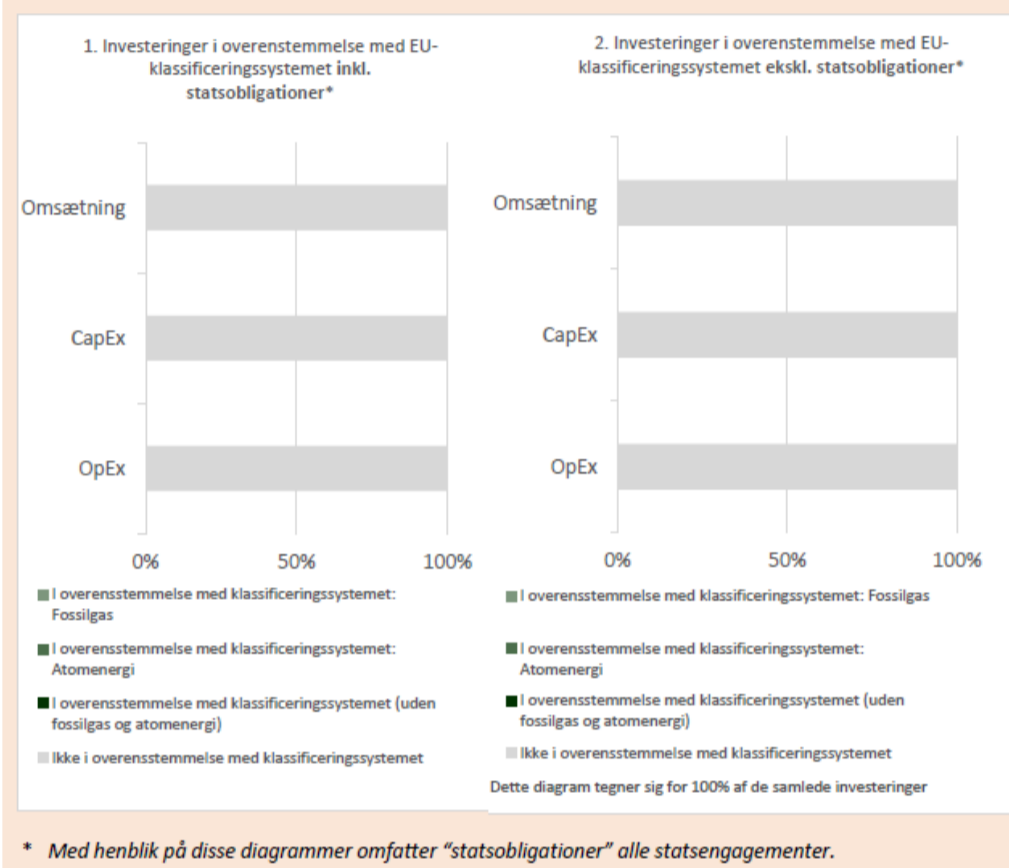 1. Investeringer i overenstemmelse med EU-
klassificeringssystemet inkl.
statsobligationer*
Omsætning
CapEx
OpEx
0% 50% 100%
I overensstemmelse med klassificeringssystemet:
Fossilgas
I overensstemmelse med klassificeringssystemet:
Atomenergi
I overensstemmelse med klassificeringssystemet (uden
fossilgas og atomenergi)
Ikke i overensstemmelse med klassificeringssystemet
2. Investeringer i overenstemmelse med EU-
klassificeringssystemet ekskl. statsobligationer*
Omsætning
CapEx
OpEx
0% 50% 100%
I overensstemmelse med klassificeringssystemet: Fossilgas
I overensstemmelse med klassificeringssystemet:
Atomenergi
I overensstemmelse med klassificeringssystemet (uden
fossilgas og atomenergi)
Ikke i overensstemmelse med klassificeringssystemet
Dette diagram tegner sig for 100% af de samlede investeringer
* Med henblik på disse diagrammer omfatter “statsobligationer” alle statsengagementer.